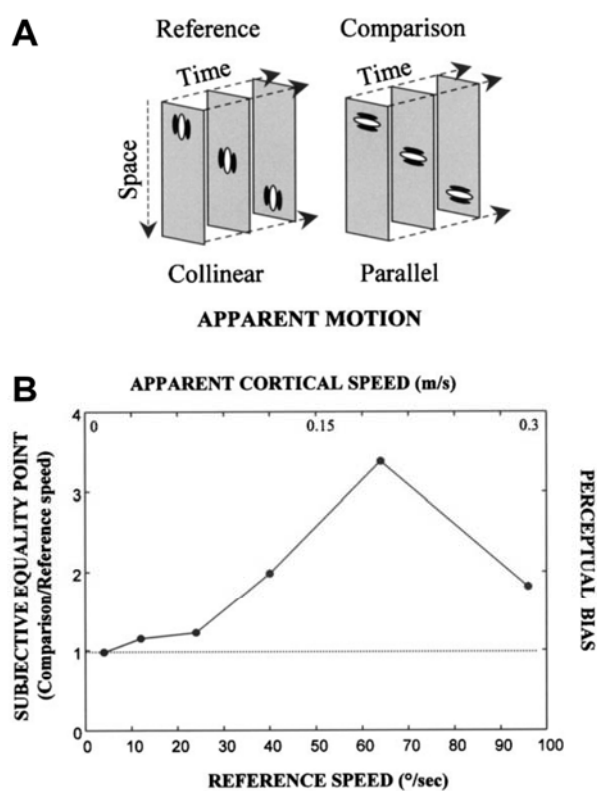 A
Reference Comparison
Time Time
Space
Collinear Parallel
APPARENT MOTION
B
APPARENT CORTICAL SPEED (m/s)
0 0.15 0.3
SUBJECTIVE EQUALITY POINT
(Comparison/Reference speed)
4
3
2
1
0
PERCEPTUAL BIAS
0 10 20 30 40 50 60 70 80 90 100
REFERENCE SPEED (°/sec)